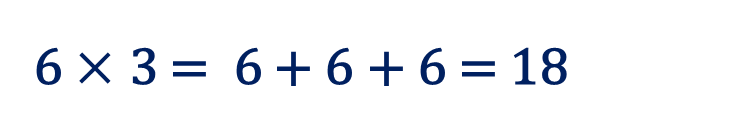 6 × 3 = 6 + 6 + 6 = 18